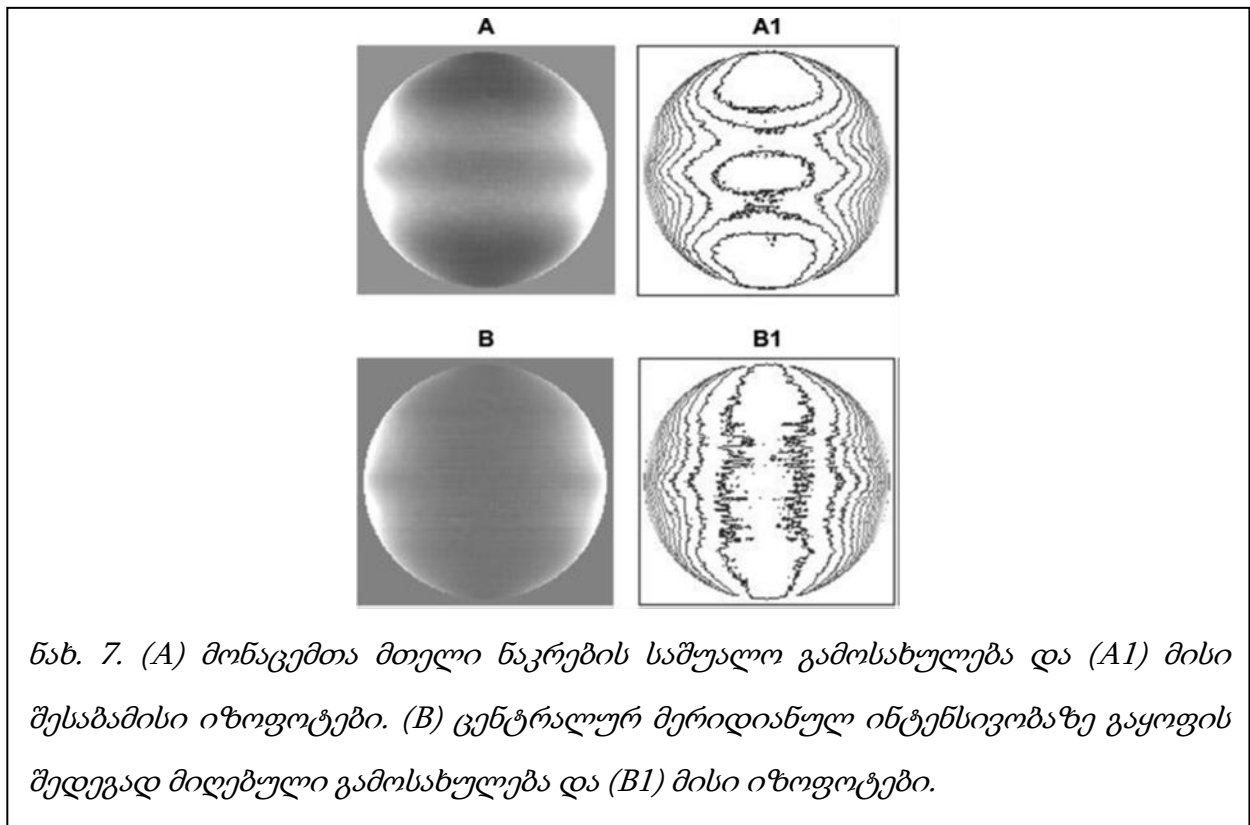 A A1
B B1
ნახ. 7. (A) მონაცემთა მთელი ნაკრების საშუალო გამოსახულება და (A1) მისი
შესაბამისი იზოფოტები. (B) ცენტრალურ მერიდიანულ ინტენსივობაზე გაყოფის
შედეგად მიღებული გამოსახულება და (B1) მისი იზოფოტები.